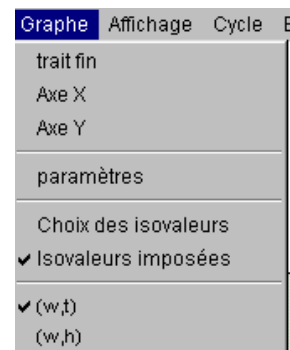 Graphe Affichage Cycle
trait fin
Axe X
Axe Y
paramètres
Choix des isovaleurs
Isovaleurs imposées
(w,t)
(w,h)